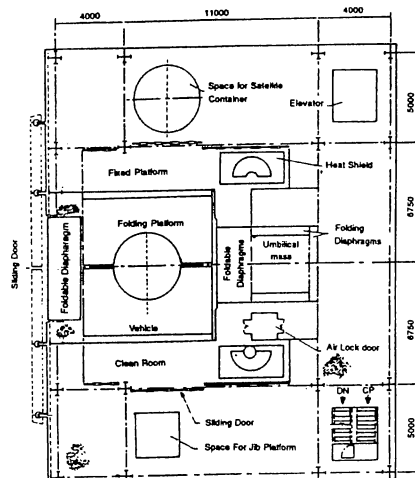 4000
11000
4000
Space for Satellite
Container
Elevator
5000
Heat Shield
Fixed Platform
6750
Folding Platform
Folding
Diaphragms
Umbilical
mass
Foldable Diaphragms
Foldable Diapharagm
Sliding Door
Vehicle
6750
Air Lock door
Clean Room
DN
CP
Sliding Door
5000
Space For Jib Platform